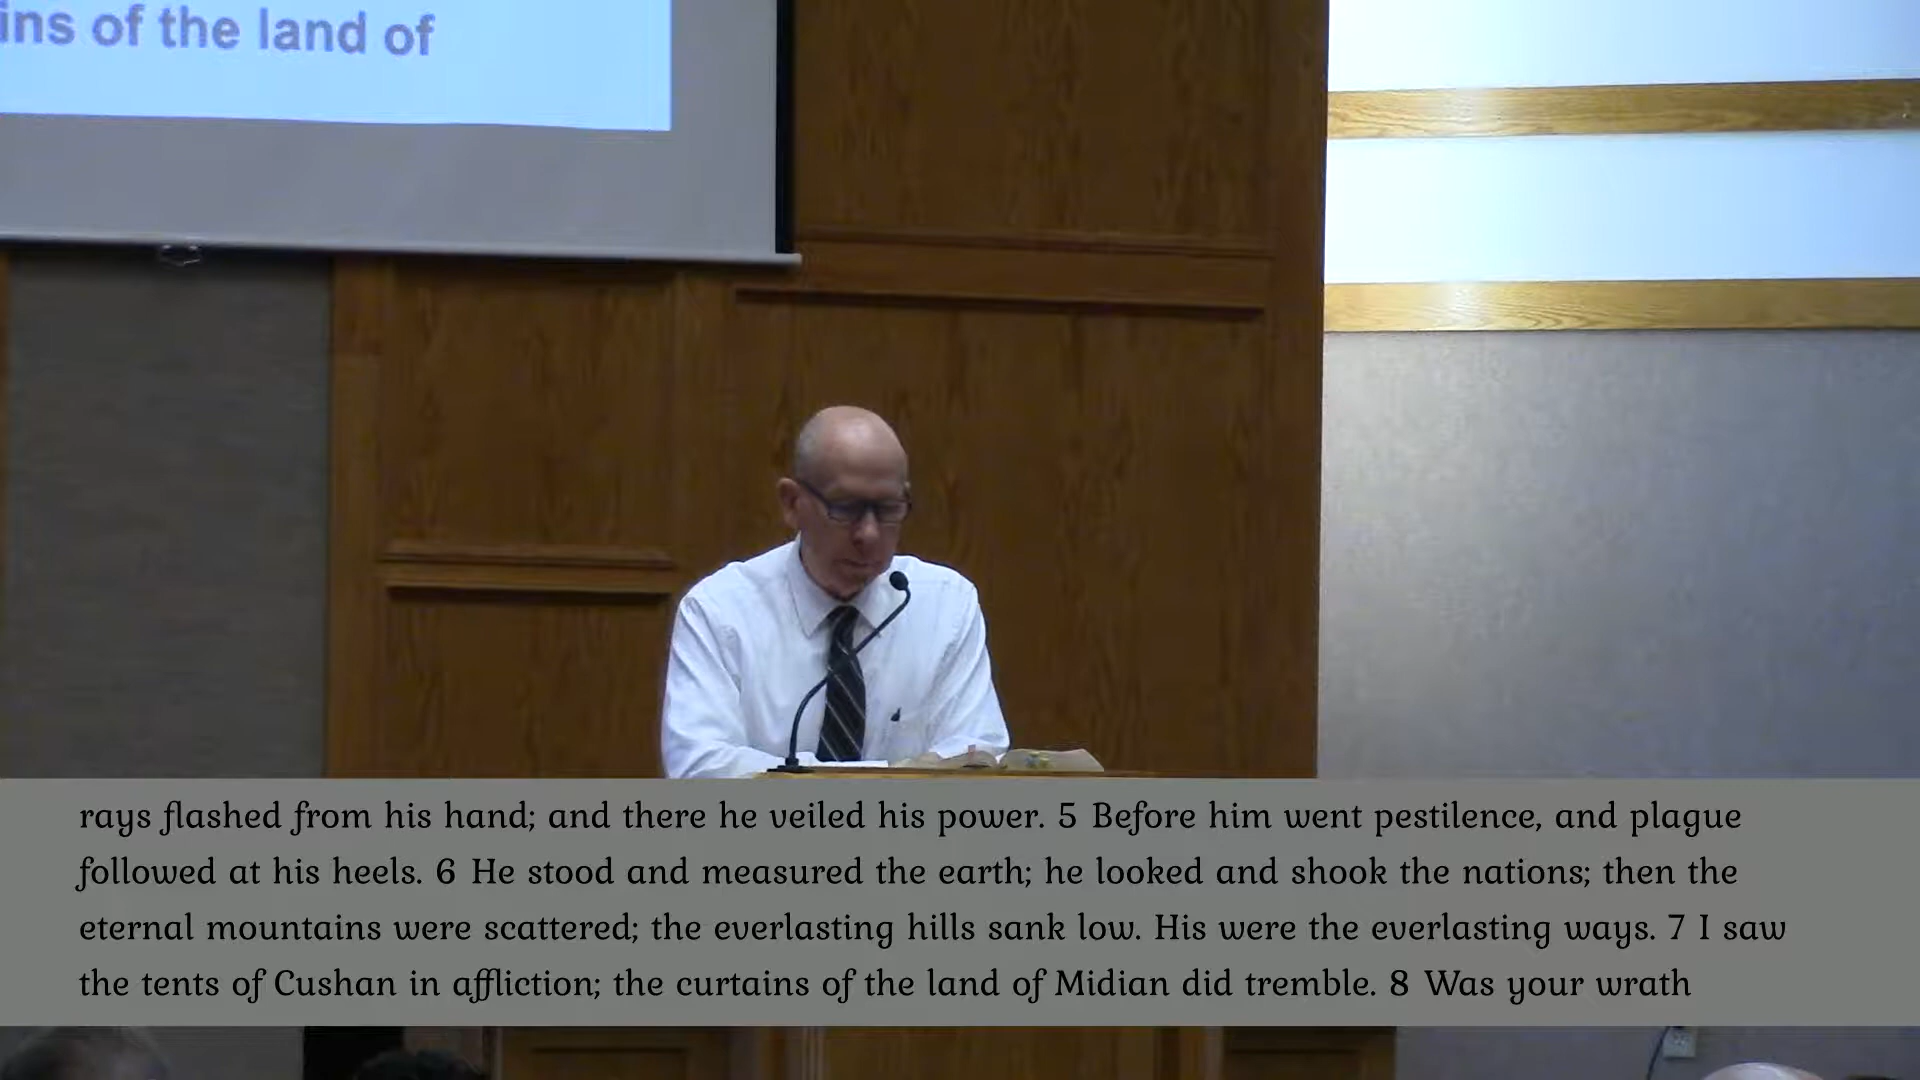 ins of the land of
rays flashed from his hand; and there he veiled his power. 5 Before him went pestilence, and plague
followed at his heels. 6 He stood and measured the earth; he looked and shook the nations; then the
eternal mountains were scattered; the everlasting hills sank low. His were the everlasting ways. 7 I saw
the tents of Cushan in affliction; the curtains of the land of Midian did tremble. 8 Was your wrath